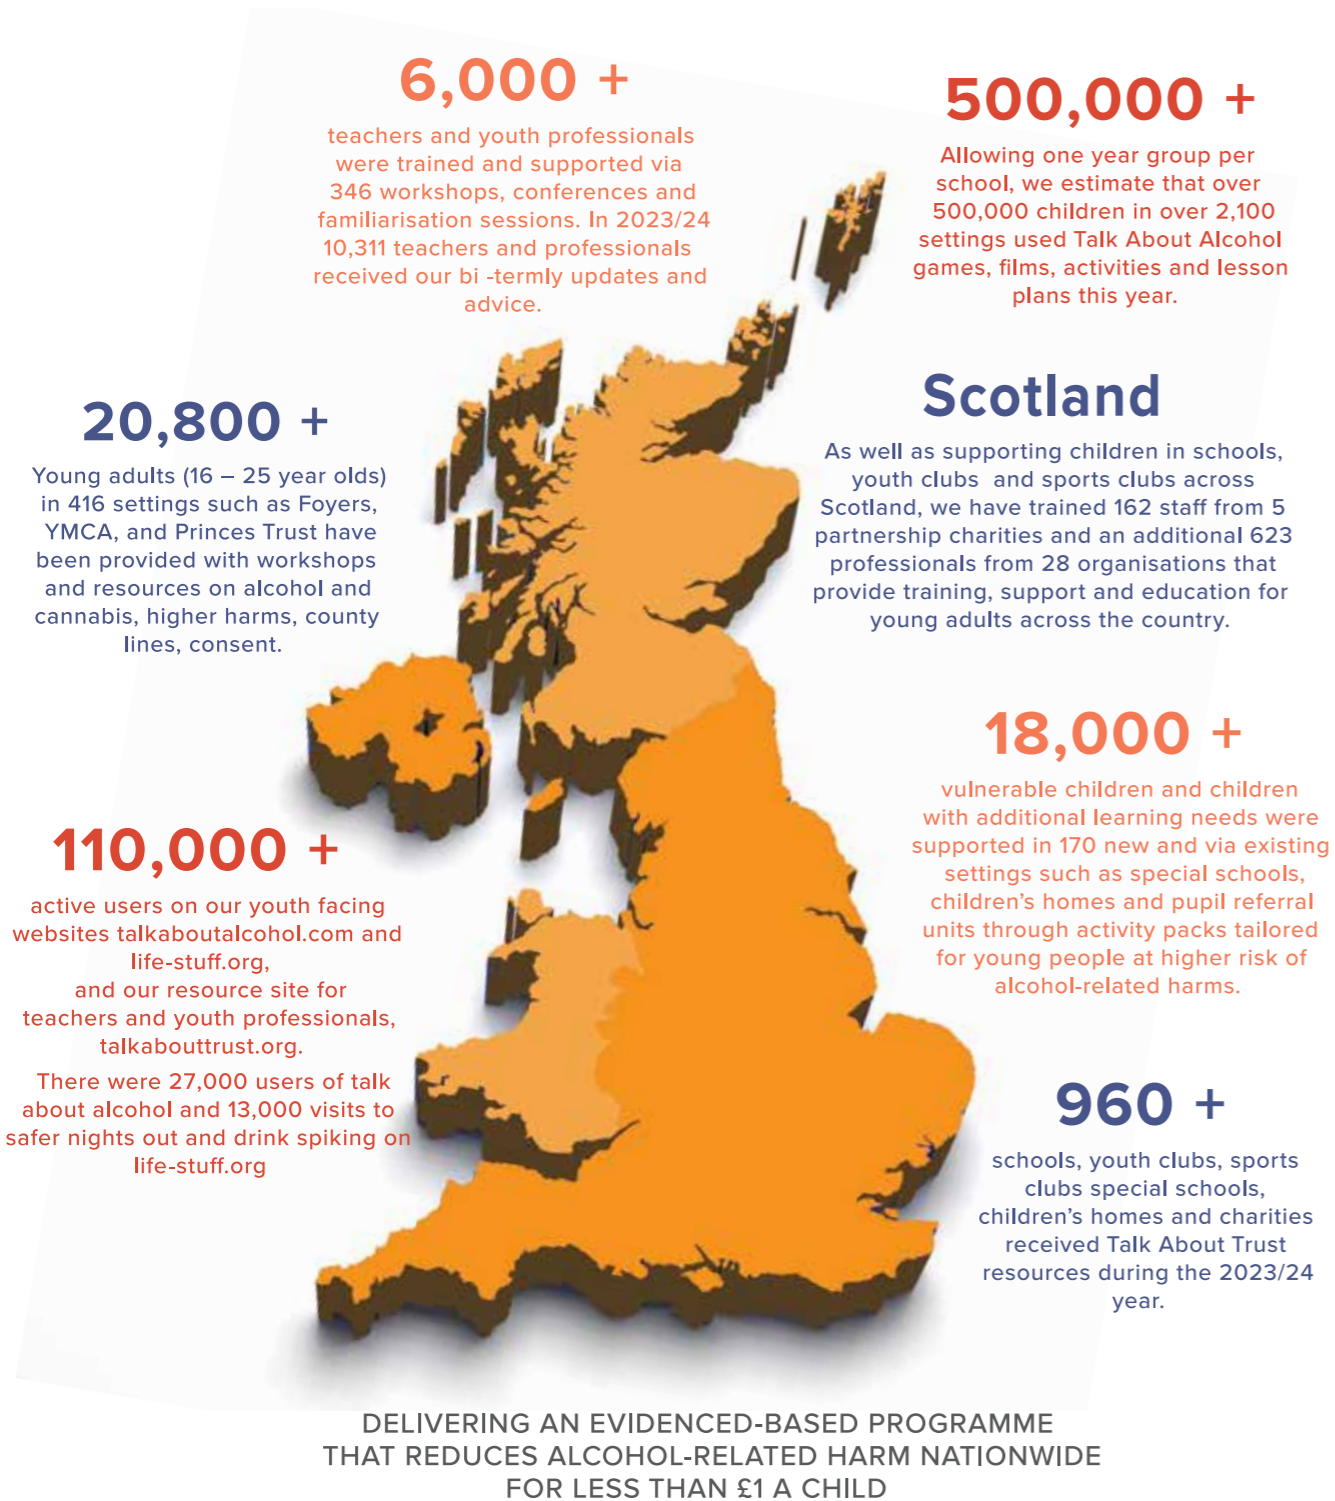 6,000 +
teachers and youth professionals
were trained and supported via
346 workshops, conferences and
familiarisation sessions. In 2023/24
10,311 teachers and professionals
received our bi -termly updates and
advice.
500,000 +
Allowing one year group per
school, we estimate that over
500,000 children in over 2,100
settings used Talk About Alcohol
games, films, activities and lesson
plans this year.
20,800 +
Young adults (16 – 25 year olds)
in 416 settings such as Foyers,
YMCA, and Princes Trust have
been provided with workshops
and resources on alcohol and
cannabis, higher harms, county
lines, consent.
Scotland
As well as supporting children in schools,
youth clubs and sports clubs across
Scotland, we have trained 162 staff from 5
partnership charities and an additional 623
professionals from 28 organisations that
provide training, support and education for
young adults across the country.
18,000 +
vulnerable children and children
with additional learning needs were
supported in 170 new and via existing
settings such as special schools,
children's homes and pupil referral
units through activity packs tailored
for young people at higher risk of
alcohol-related harms.
110,000 +
active users on our youth facing
websites talkaboutalcohol.com and
life-stuff.org,
and our resource site for
teachers and youth professionals,
talkabouttrust.org.
There were 27,000 users of talk
about alcohol and 13,000 visits to
safer nights out and drink spiking on
life-stuff.org
960 +
schools, youth clubs, sports
clubs special schools,
children's homes and charities
received Talk About Trust
resources during the 2023/24
year.
DELIVERING AN EVIDENCED-BASED PROGRAMME
THAT REDUCES ALCOHOL-RELATED HARM NATIONWIDE
FOR LESS THAN £1 A CHILD